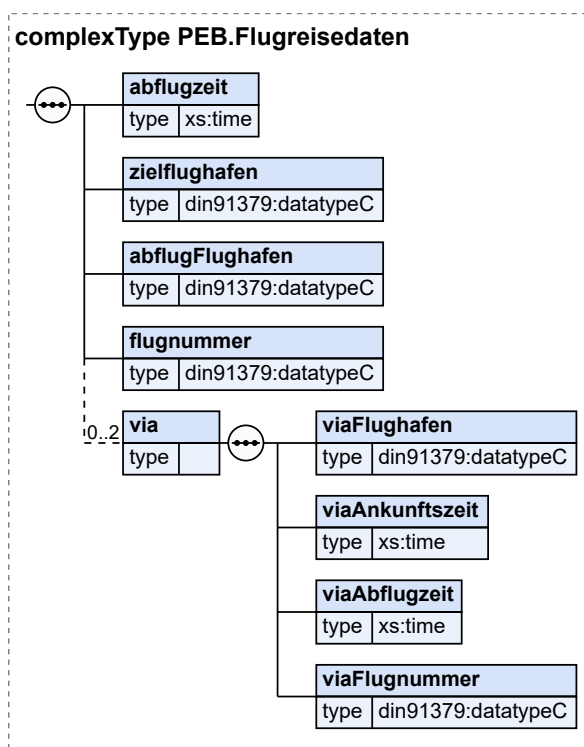 complexType PEB.Flugreisedaten
abflugzeit
type xs:time
zielflughafen
type din91379:datatypeC
abflugFlughafen
type din91379:datatypeC
flugnummer
type din91379:datatypeC
0..2
via
type
viaFlughafen
type din91379:datatypeC
viaAnkunftszeit
type xs:time
viaAbflugzeit
type xs:time
viaFlugnummer
type din91379:datatypeC